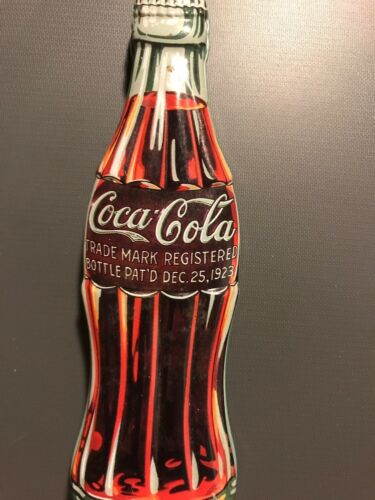 Coca-Cola
TRADE MARK REGISTERED
BOTTLE PAT'D DEC. 25, 1923